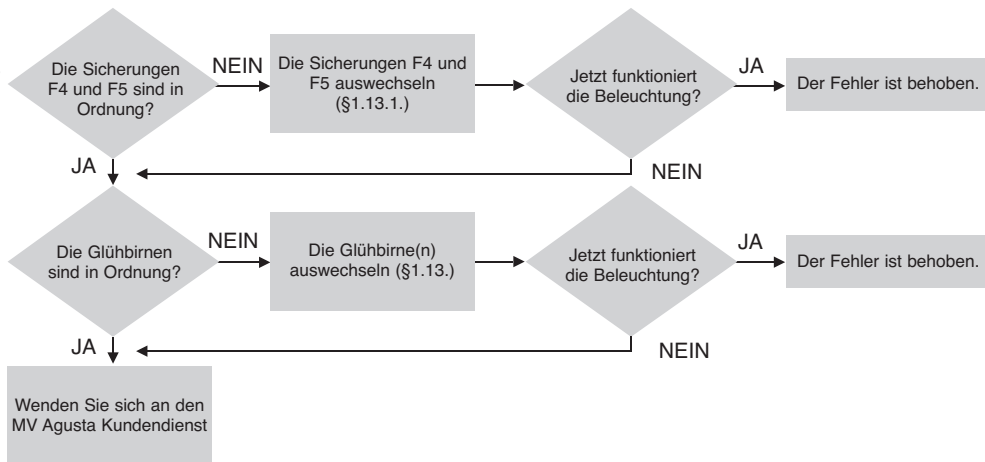 Die Sicherungen
F4 und F5 sind in
Ordnung?
NEIN
Die Sicherungen F4 und
F5 auswechseln
(§1.13.1.)
Jetzt funktioniert
die Beleuchtung?
JA
Der Fehler ist behoben.
JA
NEIN
Die Glühbirnen
sind in Ordnung?
NEIN
Die Glühbirne(n)
auswechseln (§1.13.)
Jetzt funktioniert
die Beleuchtung?
JA
Der Fehler ist behoben.
JA
NEIN
Wenden Sie sich an den
MV Agusta Kundendienst